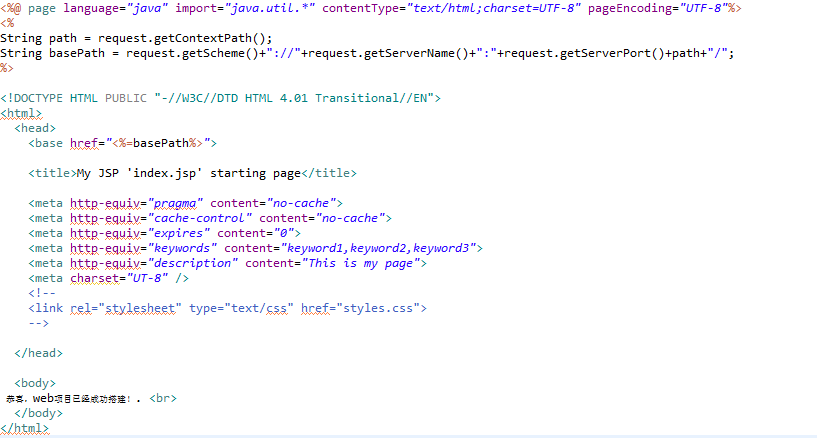 <%@ page language="java" import="java.util.*" contentType="text/html;charset=UTF-8" pageEncoding="UTF-8"%>
<%
String path = request.getContextPath();
String basePath = request.getScheme()+"://"+request.getServerName()+":"+request.getServerPort()+path+"/";
%>

<!DOCTYPE HTML PUBLIC "-//W3C//DTD HTML 4.01 Transitional//EN">
<html>
  <head>
    <base href="<%=basePath%>">

    <title>My JSP 'index.jsp' starting page</title>

    <meta http-equiv="pragma" content="no-cache">
    <meta http-equiv="cache-control" content="no-cache">
    <meta http-equiv="expires" content="0">
    <meta http-equiv="keywords" content="keyword1,keyword2,keyword3">
    <meta http-equiv="description" content="This is my page">
    <meta charset="UT-8" />
    <!--
    <link rel="stylesheet" type="text/css" href="styles.css">
    -->

  </head>

  <body>
 恭喜，web项目已经成功搭建！. <br>
  </body>
</html>